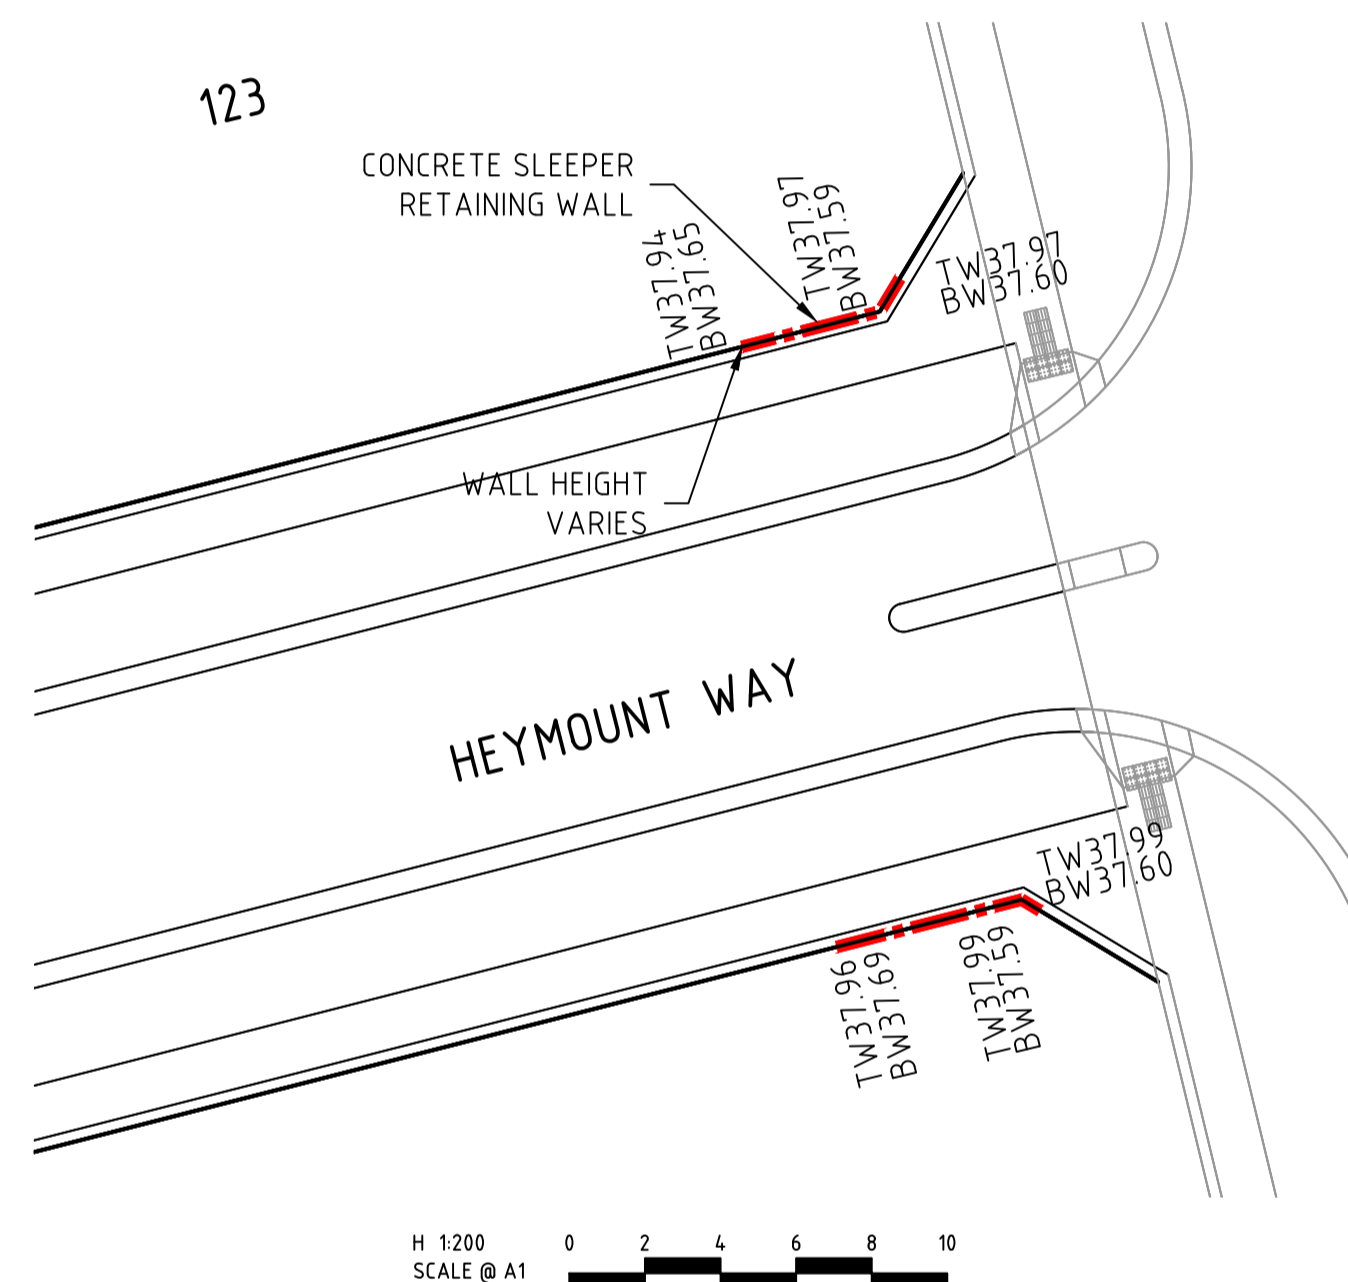 123
CONCRETE SLEEPER
RETAINING WALL
TW37.94
BW37.65
TW37.97
BW37.59
TW37.97
BW37.60
WALL HEIGHT
VARIES
HEYMOUNT WAY
TW37.99
BW37.60
TW37.96
BW37.69
TW37.99
BW37.59
H 1:200
SCALE @ A1
0 2 4 6 8 10